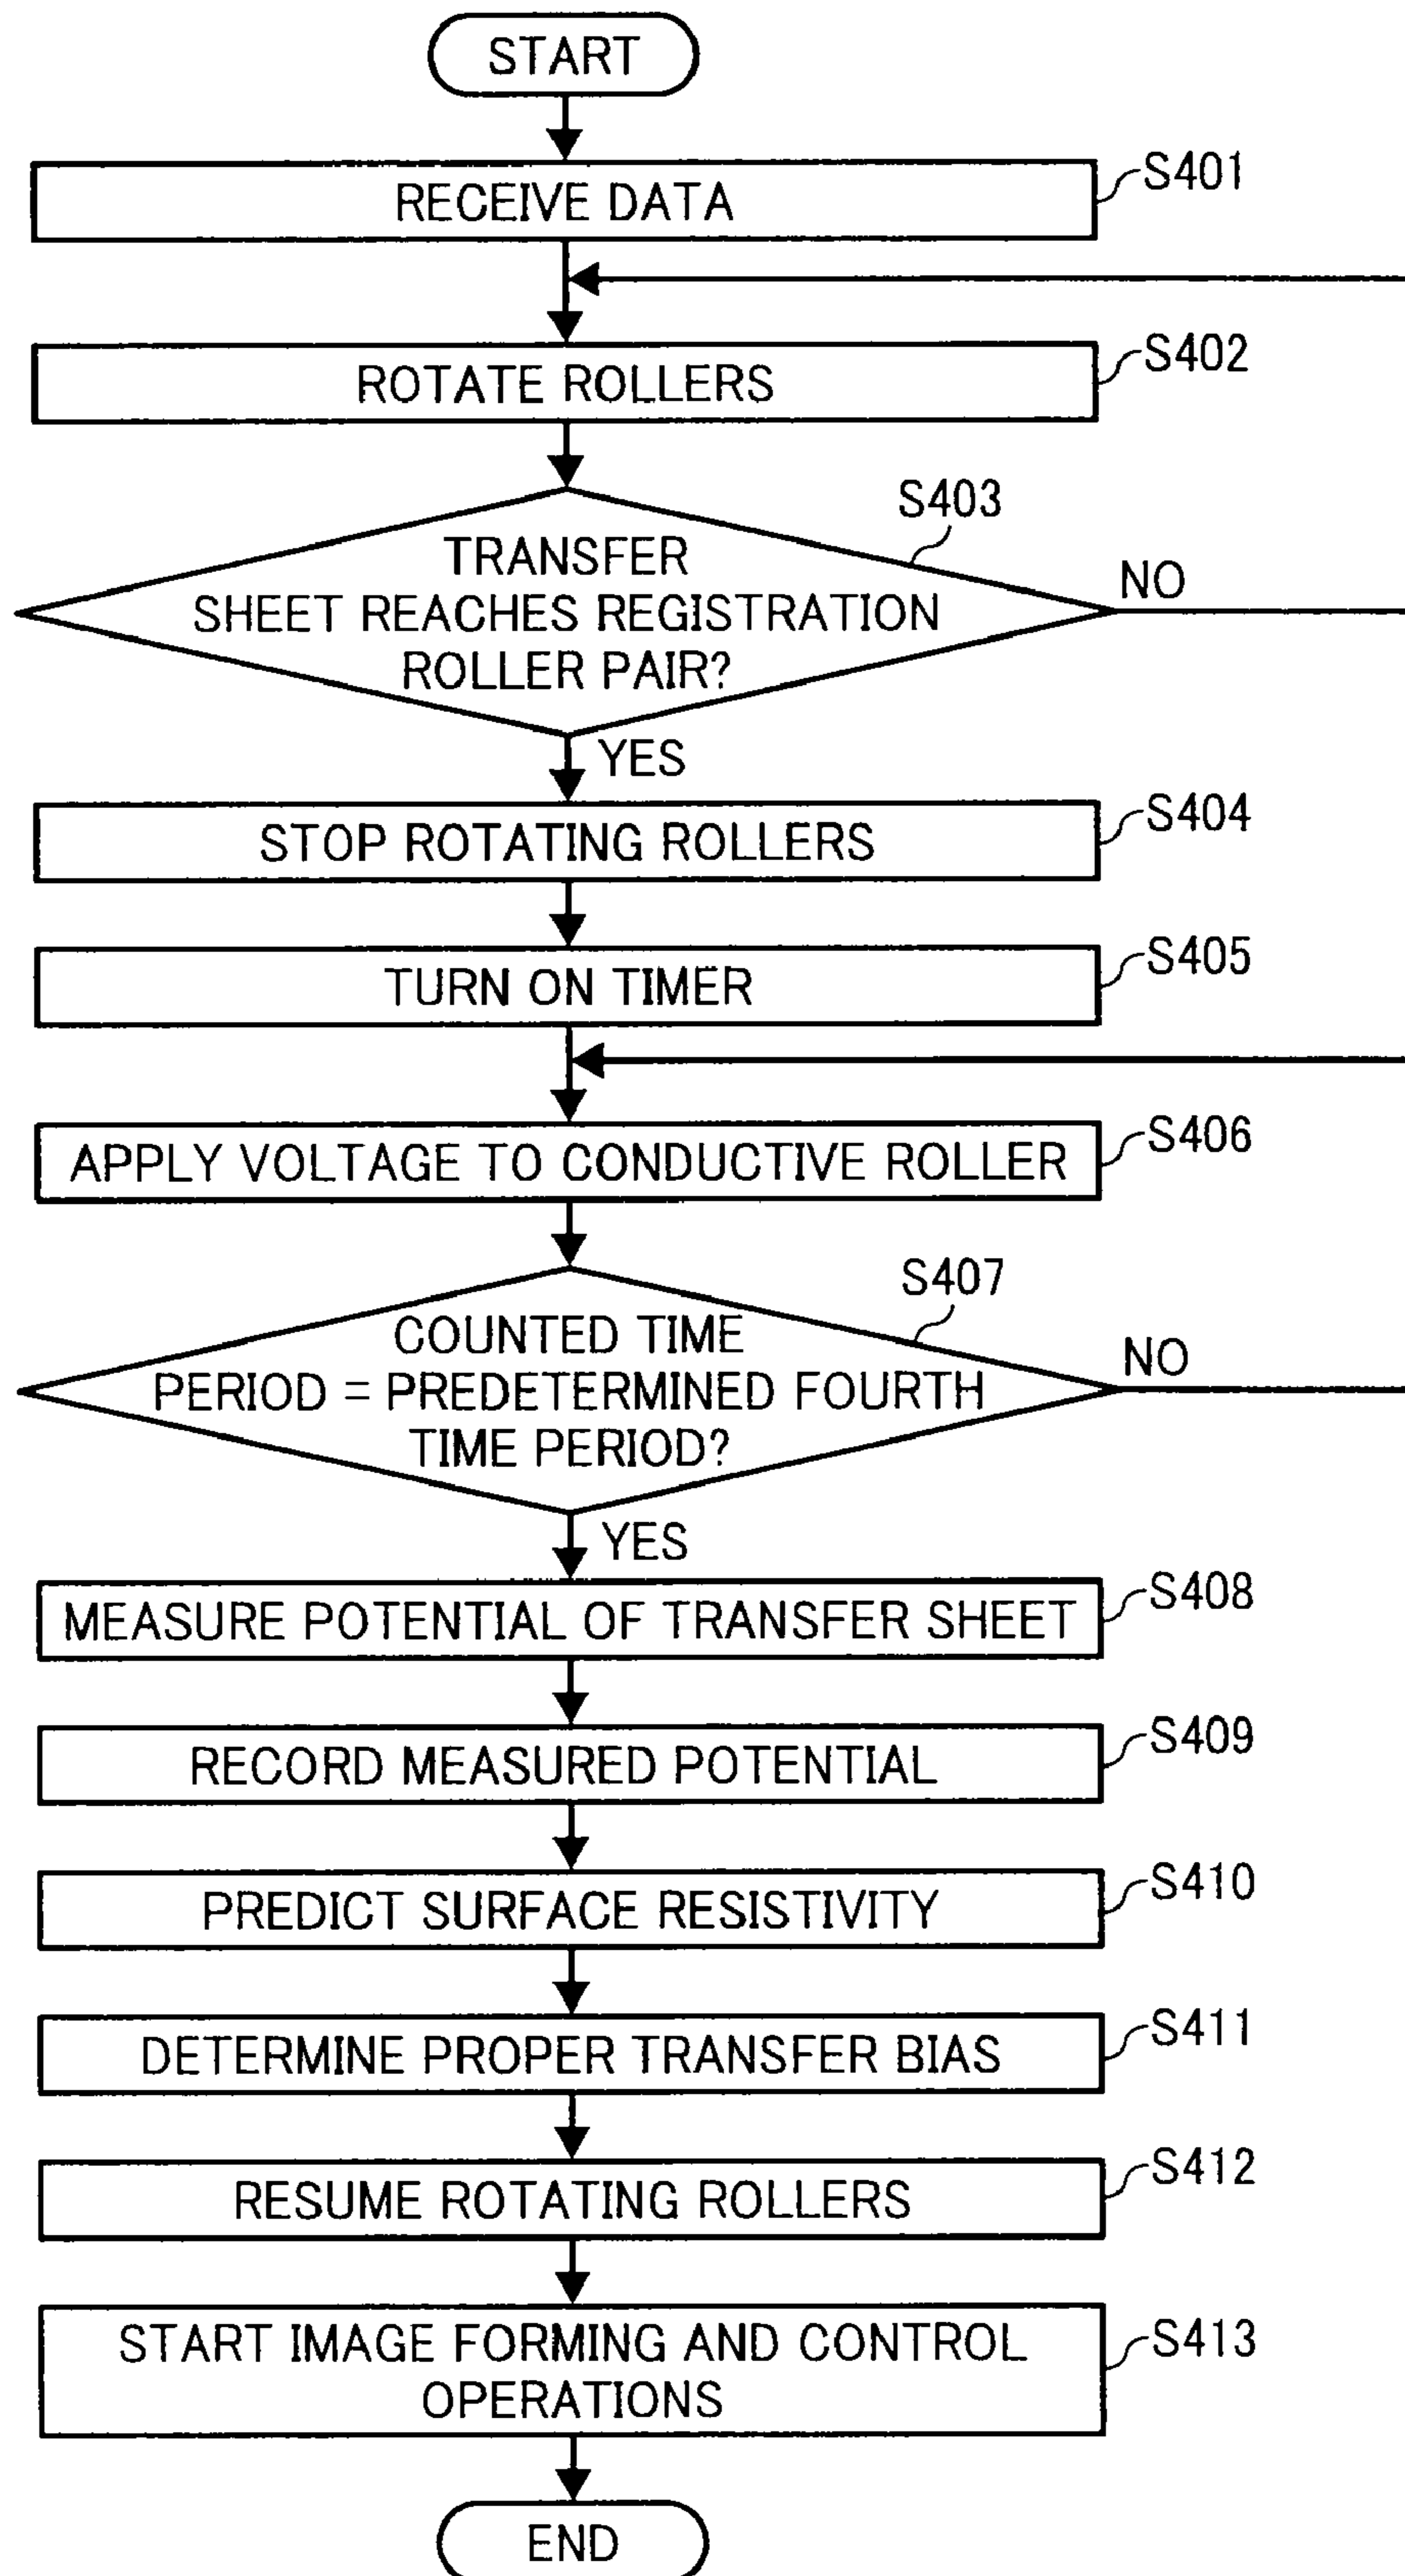 START
RECEIVE DATA
S401
ROTATE ROLLERS
S402
S403
TRANSFER
SHEET REACHES REGISTRATION
ROLLER PAIR?
NO
YES
STOP ROTATING ROLLERS
S404
TURN ON TIMER
S405
APPLY VOLTAGE TO CONDUCTIVE ROLLER
S406
S407
COUNTED TIME
PERIOD = PREDETERMINED FOURTH
TIME PERIOD?
NO
YES
MEASURE POTENTIAL OF TRANSFER SHEET
S408
RECORD MEASURED POTENTIAL
S409
PREDICT SURFACE RESISTIVITY
S410
DETERMINE PROPER TRANSFER BIAS
S411
RESUME ROTATING ROLLERS
S412
START IMAGE FORMING AND CONTROL
OPERATIONS
S413
END